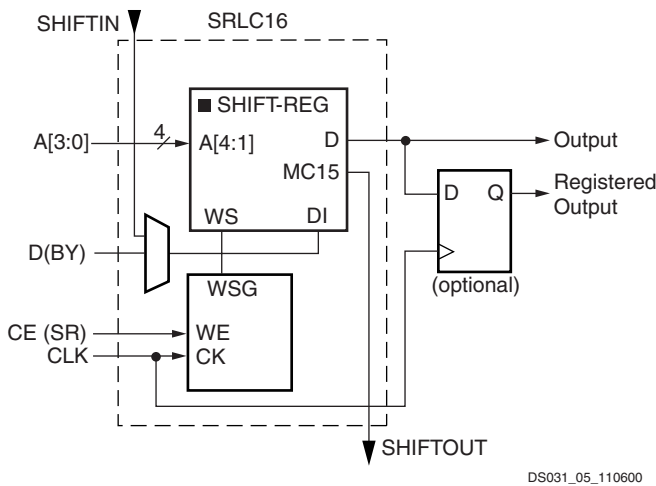 SHIFTIN
SRLC16
■ SHIFT-REG
A[3:0]
4
A[4:1]
D
Output
MC15
D
Q
Registered
Output
WS
DI
D(BY)
(optional)
WSG
CE (SR)
WE
CLK
CK
SHIFTOUT
DS031_05_110600